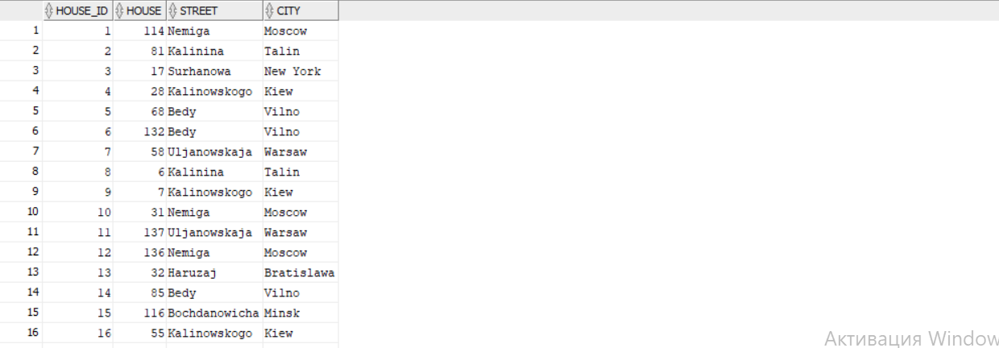 HOUSE_ID HOUSE STREET CITY
1 1 114 Nemiga Moscow
2 2 81 Kalinina Talin
3 3 17 Surhanowa New York
4 4 28 Kalinowskogo Kiew
5 5 68 Bedy Vilno
6 6 132 Bedy Vilno
7 7 58 Uljanowskaja Warsaw
8 8 6 Kalinina Talin
9 9 7 Kalinowskogo Kiew
10 10 31 Nemiga Moscow
11 11 137 Uljanowskaja Warsaw
12 12 136 Nemiga Moscow
13 13 32 Haruzaj Bratislawa
14 14 85 Bedy Vilno
15 15 116 Bochdanowicha Minsk
16 16 55 Kalinowskogo Kiew
Активация Window